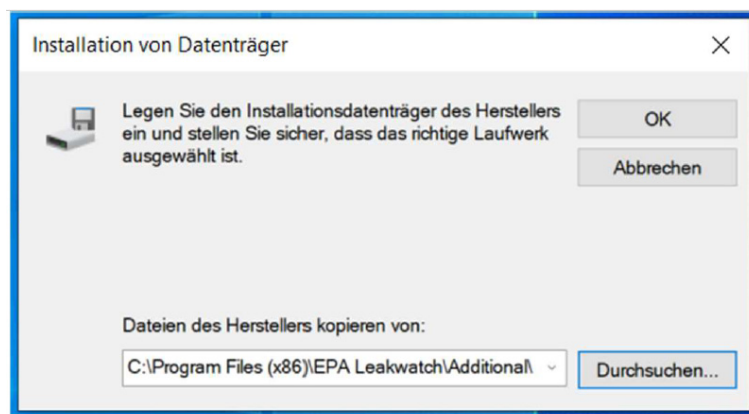 Installation von Datenträger
Legen Sie den Installationsdatenträger des Herstellers
ein und stellen Sie sicher, dass das richtige Laufwerk
ausgewählt ist.
OK
Abbrechen
Dateien des Herstellers kopieren von:
C:\Program Files (x86)\EPA Leakwatch\Additional\
Durchsuchen...